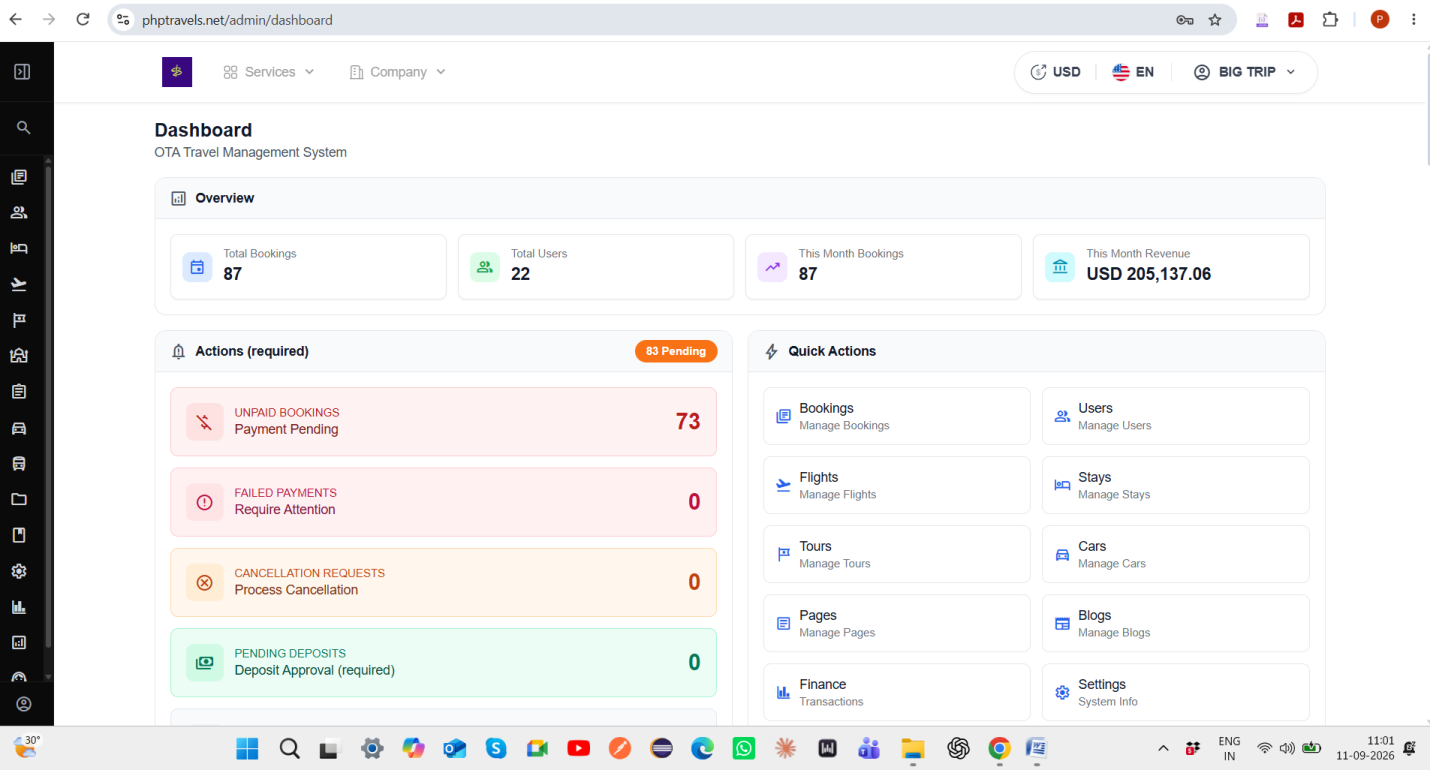 phptravels.net/admin/dashboard
P
Services
Company
USD
EN
BIG TRIP
Dashboard
OTA Travel Management System
Overview
Total Bookings
87
Total Users
22
This Month Bookings
87
This Month Revenue
USD 205,137.06
Actions (required)
83 Pending
UNPAID BOOKINGS
Payment Pending
73
FAILED PAYMENTS
Require Attention
0
CANCELLATION REQUESTS
Process Cancellation
0
PENDING DEPOSITS
Deposit Approval (required)
0
Quick Actions
Bookings
Manage Bookings
Users
Manage Users
Flights
Manage Flights
Stays
Manage Stays
Tours
Manage Tours
Cars
Manage Cars
Pages
Manage Pages
Blogs
Manage Blogs
Finance
Transactions
Settings
System Info
30°
ENG
IN
11:01
11-09-2026